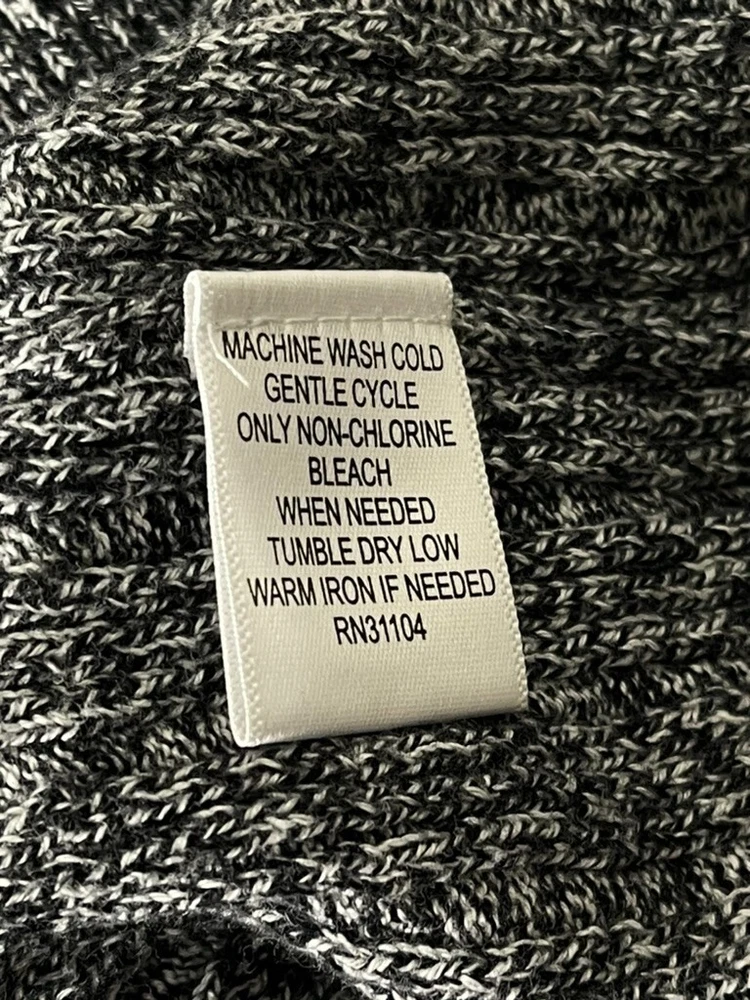 MACHINE WASH COLD
GENTLE CYCLE
ONLY NON-CHLORINE
BLEACH
WHEN NEEDED
TUMBLE DRY LOW
WARM IRON IF NEEDED
RN31104